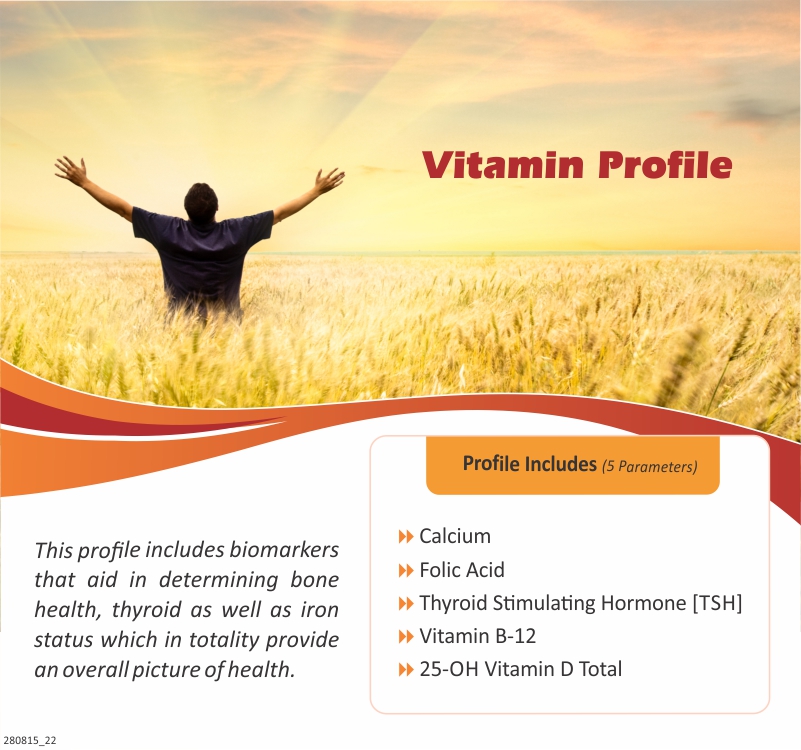 Vitamin Profile
Profile Includes (5 Parameters)
This profile includes biomarkers
that aid in determining bone
health, thyroid as well as iron
status which in totality provide
an overall picture of health.
Calcium
Folic Acid
Thyroid Stimulating Hormone [TSH]
Vitamin B-12
25-OH Vitamin D Total
280815_22